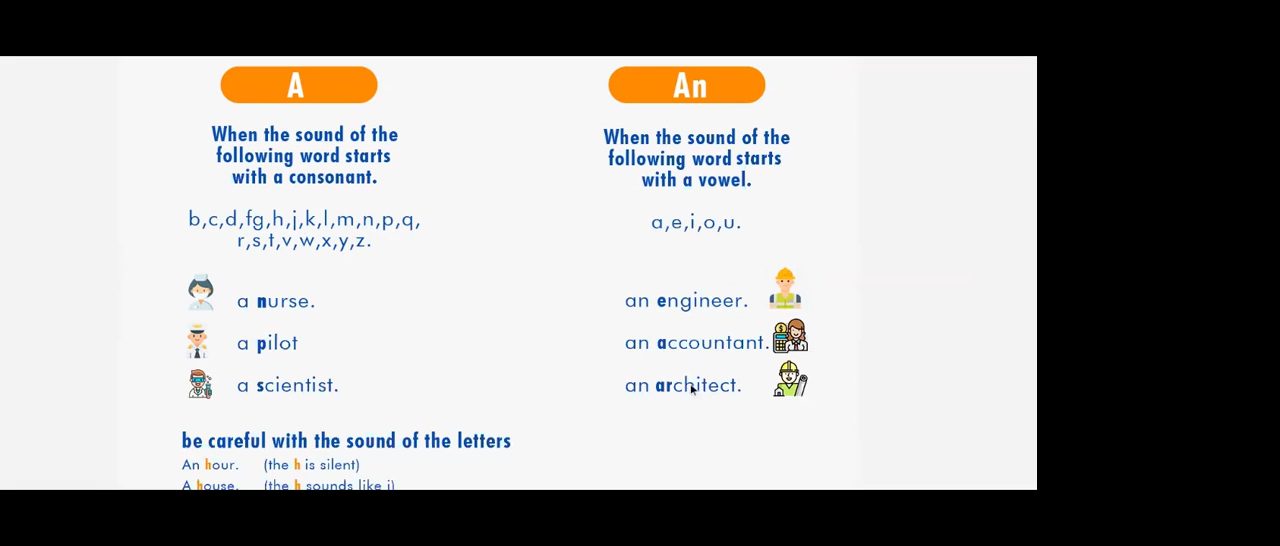 A
When the sound of the
following word starts
with a consonant.
b,c,d,fg,h,j,k,l,m,n,p,q,
r,s,t,v,w,x,y,z.
a nurse.
a pilot
a scientist.
An
When the sound of the
following word starts
with a vowel.
a,e,i,o,u.
an engineer.
an accountant.
an architect.
be careful with the sound of the letters
An hour. (the h is silent)
A house. (the h sounds like j)